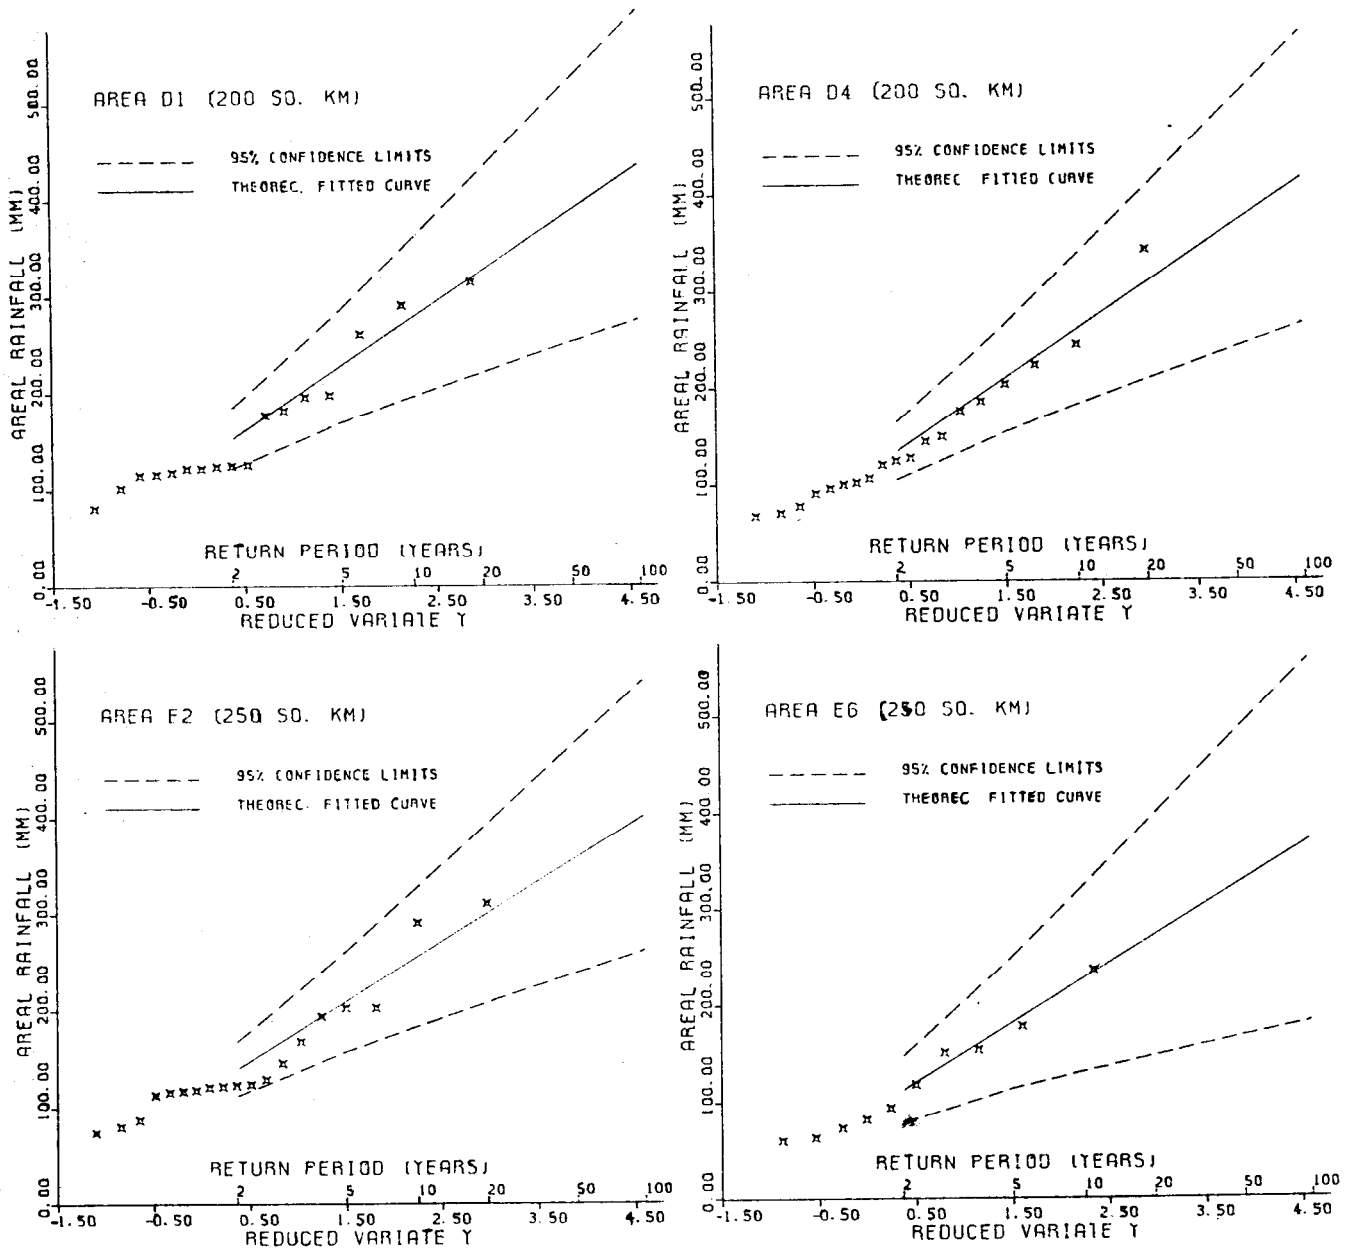 AREA D1 (200 SQ. KM)
95% CONFIDENCE LIMITS
THEOREC. FITTED CURVE
AREAL RAINFALL (MM)
500.00
400.00
300.00
200.00
100.00
0.00
RETURN PERIOD (YEARS)
2 5 10 20 50 100
-1.50 -0.50 0.50 1.50 2.50 3.50 4.50
REDUCED VARIATE Y
AREA D4 (200 SQ. KM)
95% CONFIDENCE LIMITS
THEOREC FITTED CURVE
AREAL RAINFALL (MM)
500.00
400.00
300.00
200.00
100.00
0.00
RETURN PERIOD (YEARS)
2 5 10 20 50 100
-1.50 -0.50 0.50 1.50 2.50 3.50 4.50
REDUCED VARIATE Y
AREA E2 (250 SQ. KM)
95% CONFIDENCE LIMITS
THEOREC. FITTED CURVE
AREAL RAINFALL (MM)
500.00
400.00
300.00
200.00
100.00
0.00
RETURN PERIOD (YEARS)
2 5 10 20 50 100
-1.50 -0.50 0.50 1.50 2.50 3.50 4.50
REDUCED VARIATE Y
AREA E6 (250 SQ. KM)
95% CONFIDENCE LIMITS
THEOREC FITTED CURVE
AREAL RAINFALL (MM)
500.00
400.00
300.00
200.00
100.00
0.00
RETURN PERIOD (YEARS)
2 5 10 20 50 100
-1.50 -0.50 0.50 1.50 2.50 3.50 4.50
REDUCED VARIATE Y